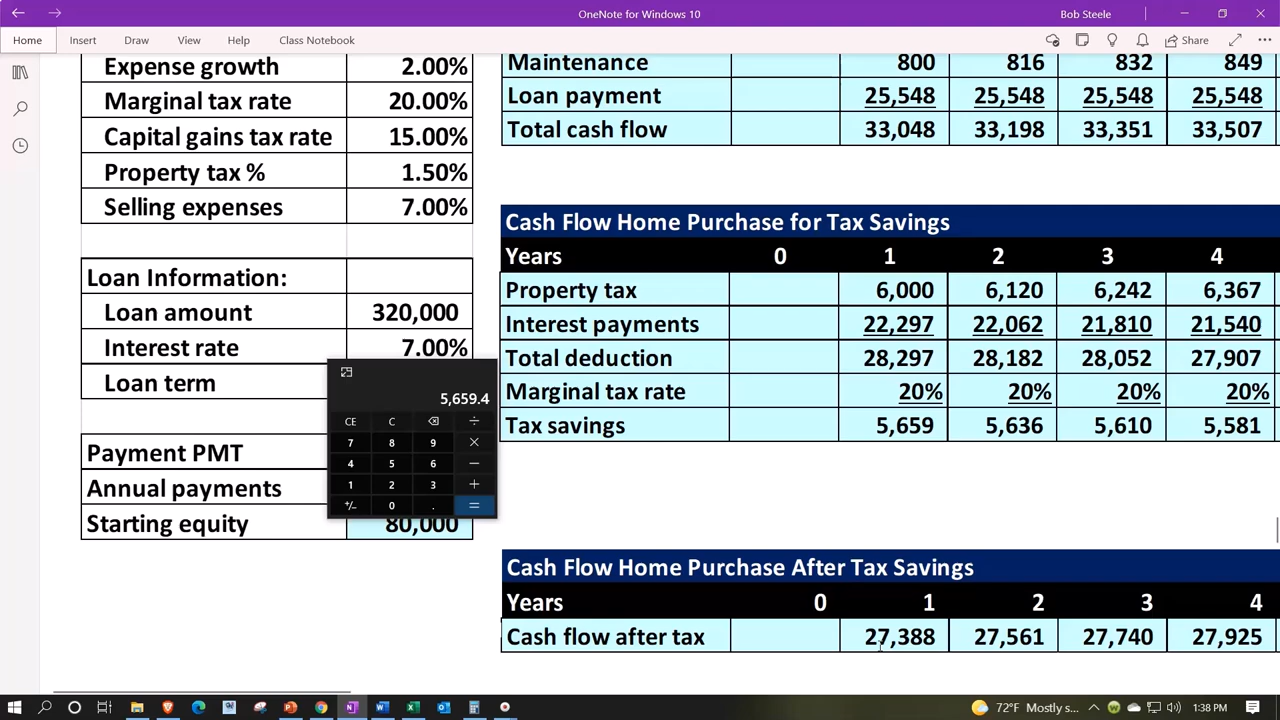 OneNote for Windows 10
Bob Steele
Home Insert Draw View Help Class Notebook
Share
Expense growth 2.00%
Marginal tax rate 20.00%
Capital gains tax rate 15.00%
Property tax % 1.50%
Selling expenses 7.00%
Loan Information:
Loan amount 320,000
Interest rate 7.00%
Loan term
Payment PMT
Annual payments
Starting equity 80,000
5,659.4
CE C
7 8 9
4 5 6
1 2 3
0 .
Maintenance 800 816 832 849
Loan payment 25,548 25,548 25,548 25,548
Total cash flow 33,048 33,198 33,351 33,507
Cash Flow Home Purchase for Tax Savings
Years 0 1 2 3 4
Property tax 6,000 6,120 6,242 6,367
Interest payments 22,297 22,062 21,810 21,540
Total deduction 28,297 28,182 28,052 27,907
Marginal tax rate 20% 20% 20% 20%
Tax savings 5,659 5,636 5,610 5,581
Cash Flow Home Purchase After Tax Savings
Years 0 1 2 3 4
Cash flow after tax 27,388 27,561 27,740 27,925
72°F Mostly s... 1:38 PM